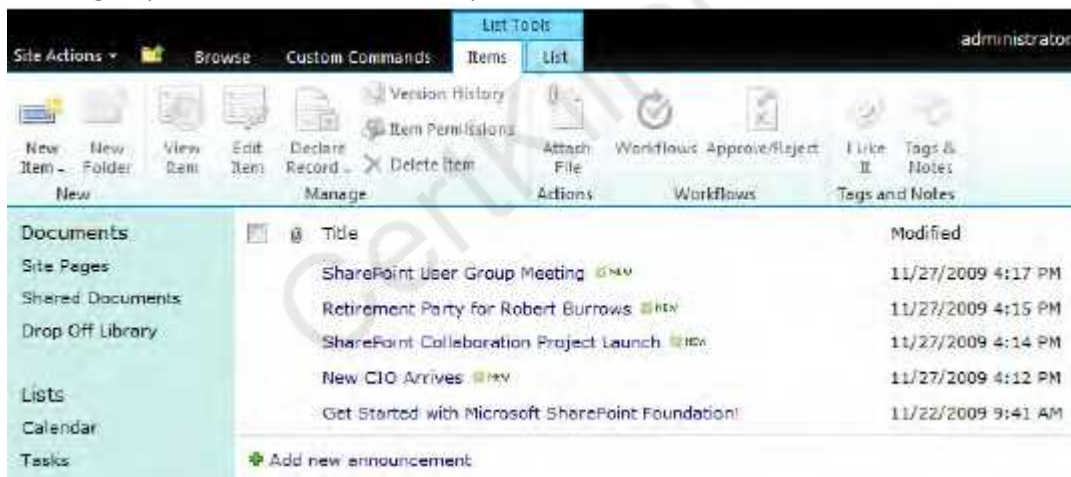 List Tools
administrator
Site Actions Browse Custom Commands Items List
Version History
Item Permissions
New Item New Folder View Item Edit Item Declare Record Delete Item Attach File Workflows Approve/Reject I Like It Tags & Notes
New Manage Actions Workflows Tags and Notes
Documents Title Modified
Site Pages SharePoint User Group Meeting NEW 11/27/2009 4:17 PM
Shared Documents Retirement Party for Robert Burrows NEW 11/27/2009 4:15 PM
Drop Off Library SharePoint Collaboration Project Launch NEW 11/27/2009 4:14 PM
New CIO Arrives NEW 11/27/2009 4:12 PM
Lists
Get Started with Microsoft SharePoint Foundation! 11/22/2009 9:41 AM
Calendar
Tasks Add new announcement